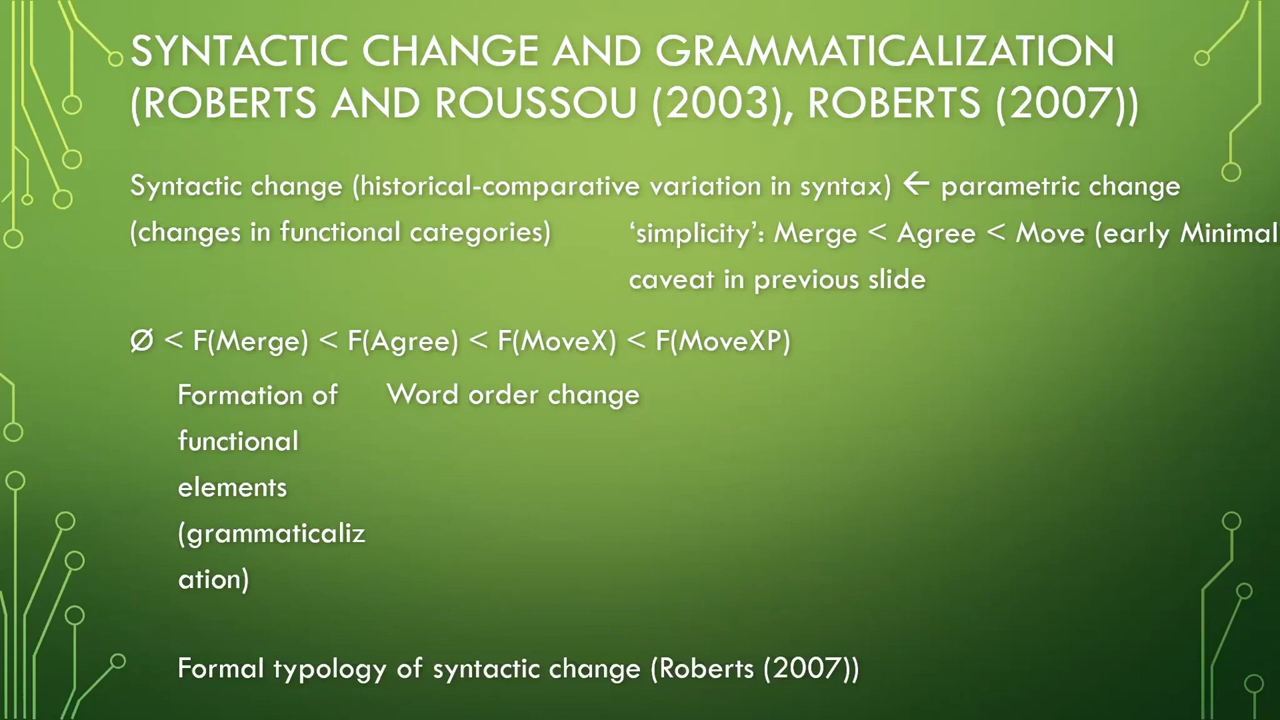 SYNTACTIC CHANGE AND GRAMMATICALIZATION
(ROBERTS AND ROUSSOU (2003), ROBERTS (2007))
Syntactic change (historical-comparative variation in syntax) ← parametric change
(changes in functional categories)
‘simplicity’: Merge < Agree < Move (early Minimal
caveat in previous slide
Ø < F(Merge) < F(Agree) < F(MoveX) < F(MoveXP)
Formation of
functional
elements
(grammaticaliz
ation)
Word order change
Formal typology of syntactic change (Roberts (2007))